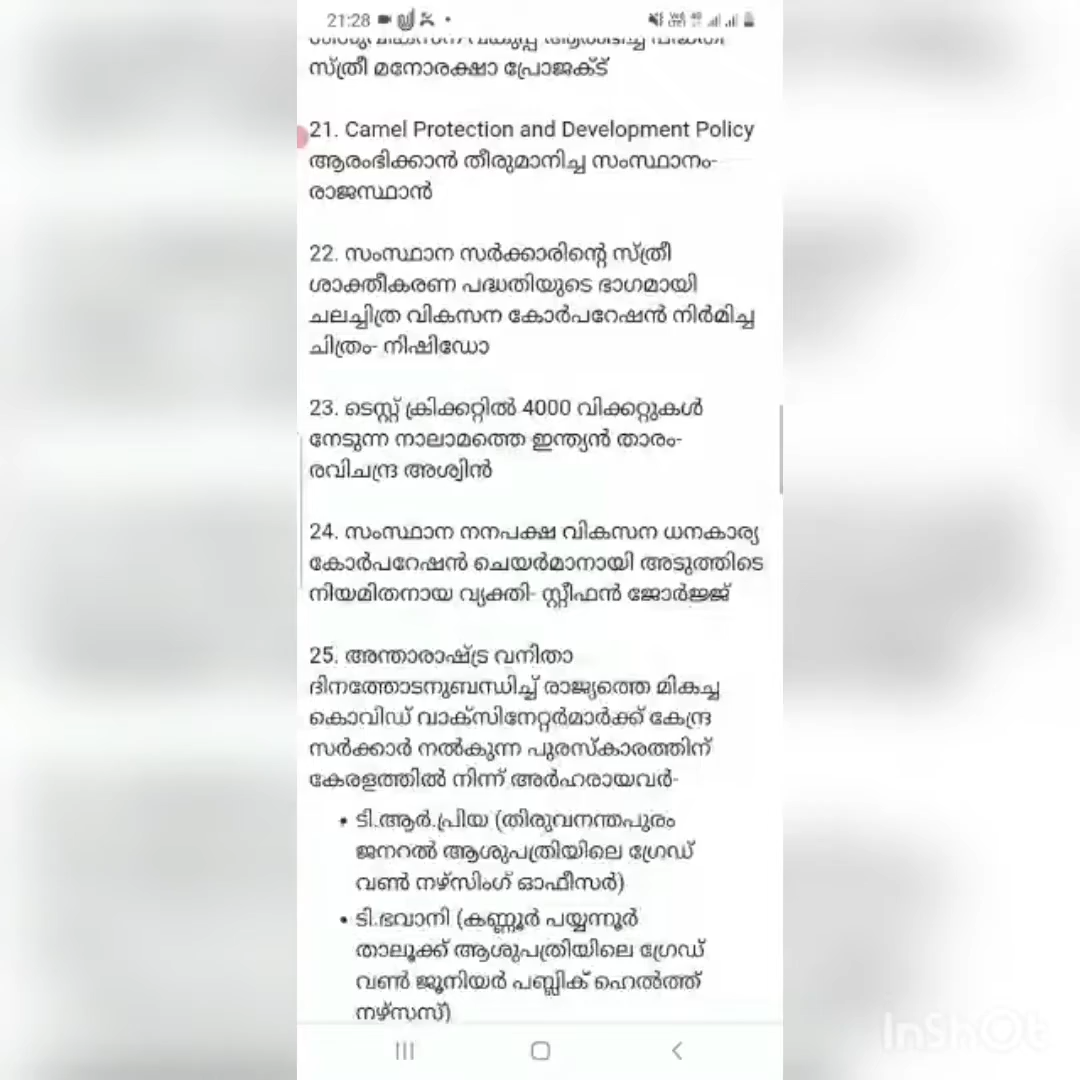 21:28
സ്ത്രീ മനോരക്ഷാ പ്രോജക്ട്
21. Camel Protection and Development Policy
ആരംഭിക്കാൻ തീരുമാനിച്ച സംസ്ഥാനം-
രാജസ്ഥാൻ
22. സംസ്ഥാന സർക്കാരിന്റെ സ്ത്രീ
ശാക്തീകരണ പദ്ധതിയുടെ ഭാഗമായി
ചലച്ചിത്ര വികസന കോർപറേഷൻ നിർമിച്ച
ചിത്രം- നിഷിഡോ
23. ടെസ്റ്റ് ക്രിക്കറ്റിൽ 4000 വിക്കറ്റുകൾ
നേടുന്ന നാലാമത്തെ ഇന്ത്യൻ താരം-
രവിചന്ദ്ര അശ്വിൻ
24. സംസ്ഥാന നനപക്ഷ വികസന ധനകാര്യ
കോർപറേഷൻ ചെയർമാനായി അടുത്തിടെ
നിയമിതനായ വ്യക്തി- സ്റ്റീഫൻ ജോർജ്ജ്
25. അന്താരാഷ്ട്ര വനിതാ
ദിനത്തോടനുബന്ധിച്ച് രാജ്യത്തെ മികച്ച
കൊവിഡ് വാക്സിനേറ്റർമാർക്ക് കേന്ദ്ര
സർക്കാർ നൽകുന്ന പുരസ്കാരത്തിന്
കേരളത്തിൽ നിന്ന് അർഹരായവർ-
• ടി.ആർ.പ്രിയ (തിരുവനന്തപുരം
ജനറൽ ആശുപത്രിയിലെ ഗ്രേഡ്
വൺ നഴ്സിംഗ് ഓഫീസർ)
• ടി.ഭവാനി (കണ്ണൂർ പയ്യന്നൂർ
താലൂക്ക് ആശുപത്രിയിലെ ഗ്രേഡ്
വൺ ജൂനിയർ പബ്ലിക് ഹെൽത്ത്
നഴ്സസ്)
InShOt